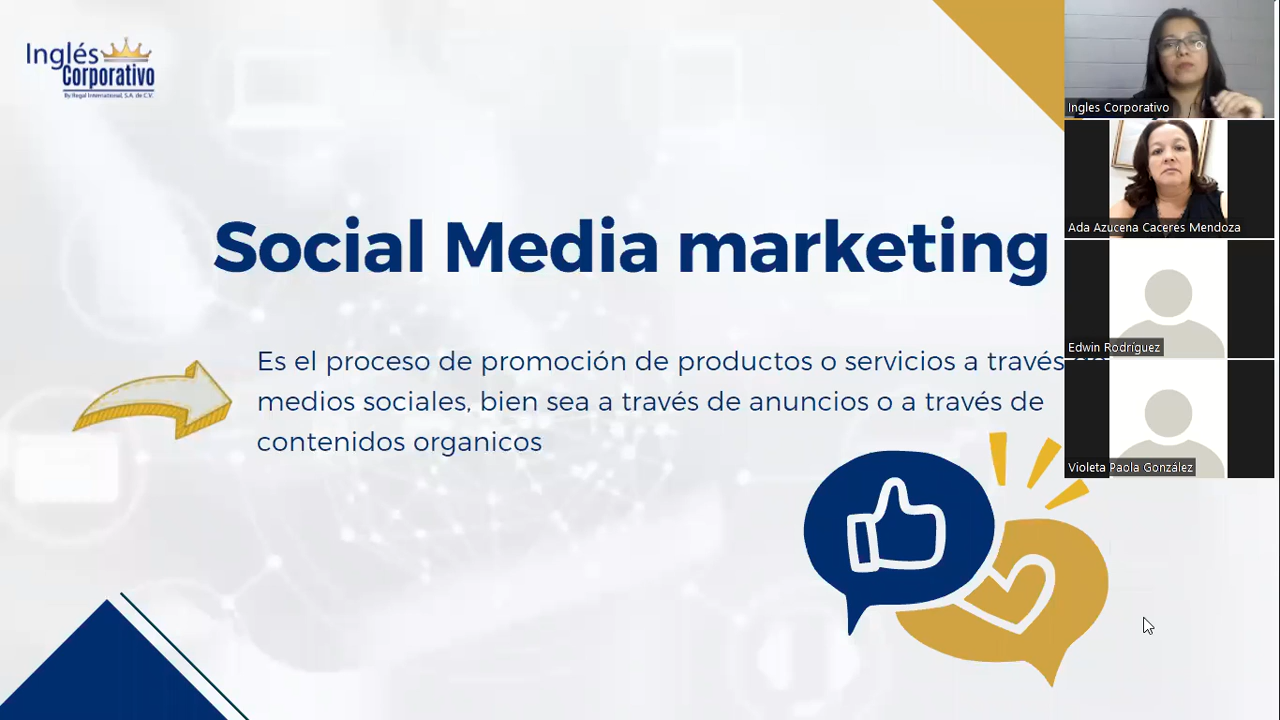 Inglés
Corporativo
By Regal International, S.A. de C.V.
Social Media marketing
Es el proceso de promoción de productos o servicios a través
medios sociales, bien sea a través de anuncios o a través de
contenidos organicos
Ingles Corporativo
Ada Azucena Caceres Mendoza
Edwin Rodríguez
Violeta Paola González